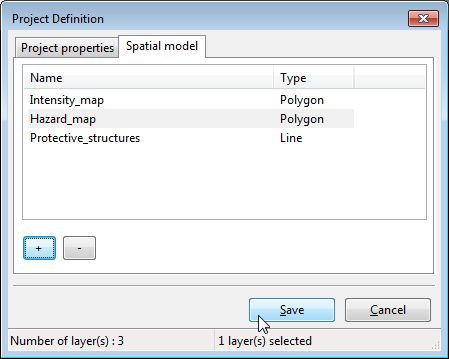 Project Definition
Project properties Spatial model
Name Type
Intensity_map Polygon
Hazard_map Polygon
Protective_structures Line
+ -
Save Cancel
Number of layer(s) : 3 1 layer(s) selected